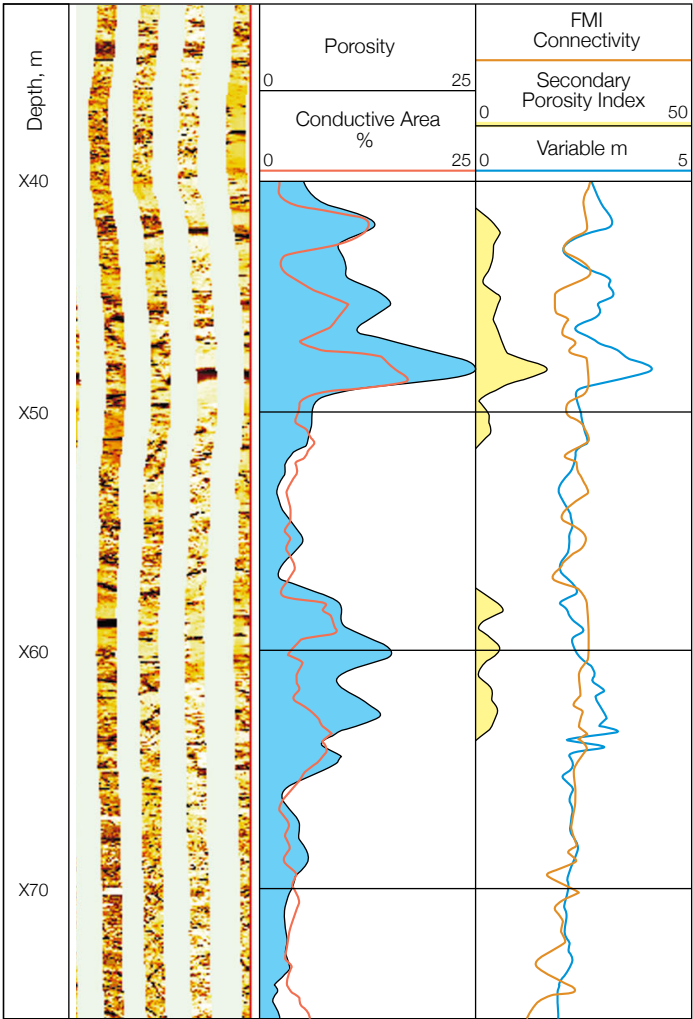 Depth, m
Porosity
0 25
Conductive Area
%
0 25
FMI
Connectivity
Secondary
Porosity Index
0 50
Variable m
0 5
X40
X50
X60
X70